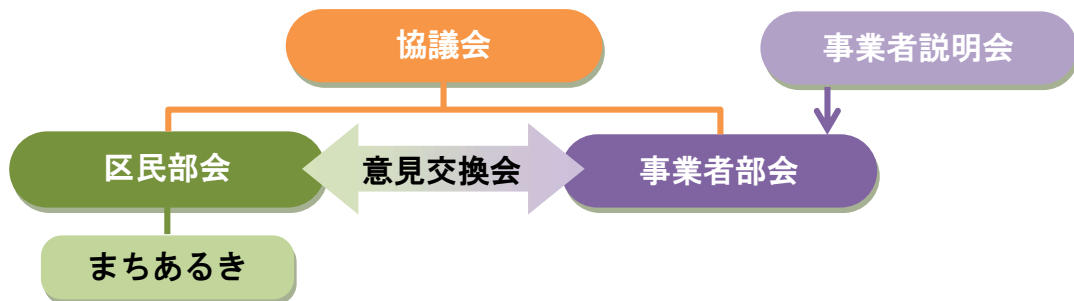 協議会
事業者説明会
区民部会
意見交換会
事業者部会
まちあるき